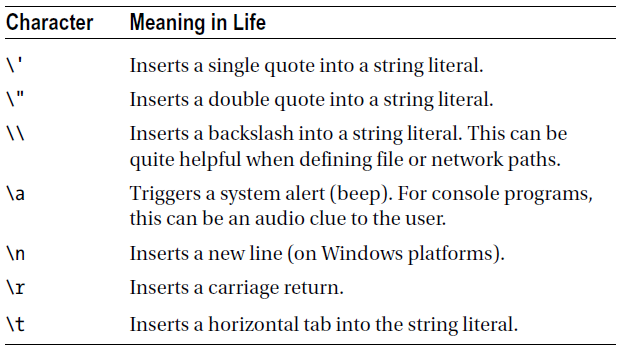 Character Meaning in Life
\' Inserts a single quote into a string literal.
\" Inserts a double quote into a string literal.
\\ Inserts a backslash into a string literal. This can be
quite helpful when defining file or network paths.
\a Triggers a system alert (beep). For console programs,
this can be an audio clue to the user.
\n Inserts a new line (on Windows platforms).
\r Inserts a carriage return.
\t Inserts a horizontal tab into the string literal.